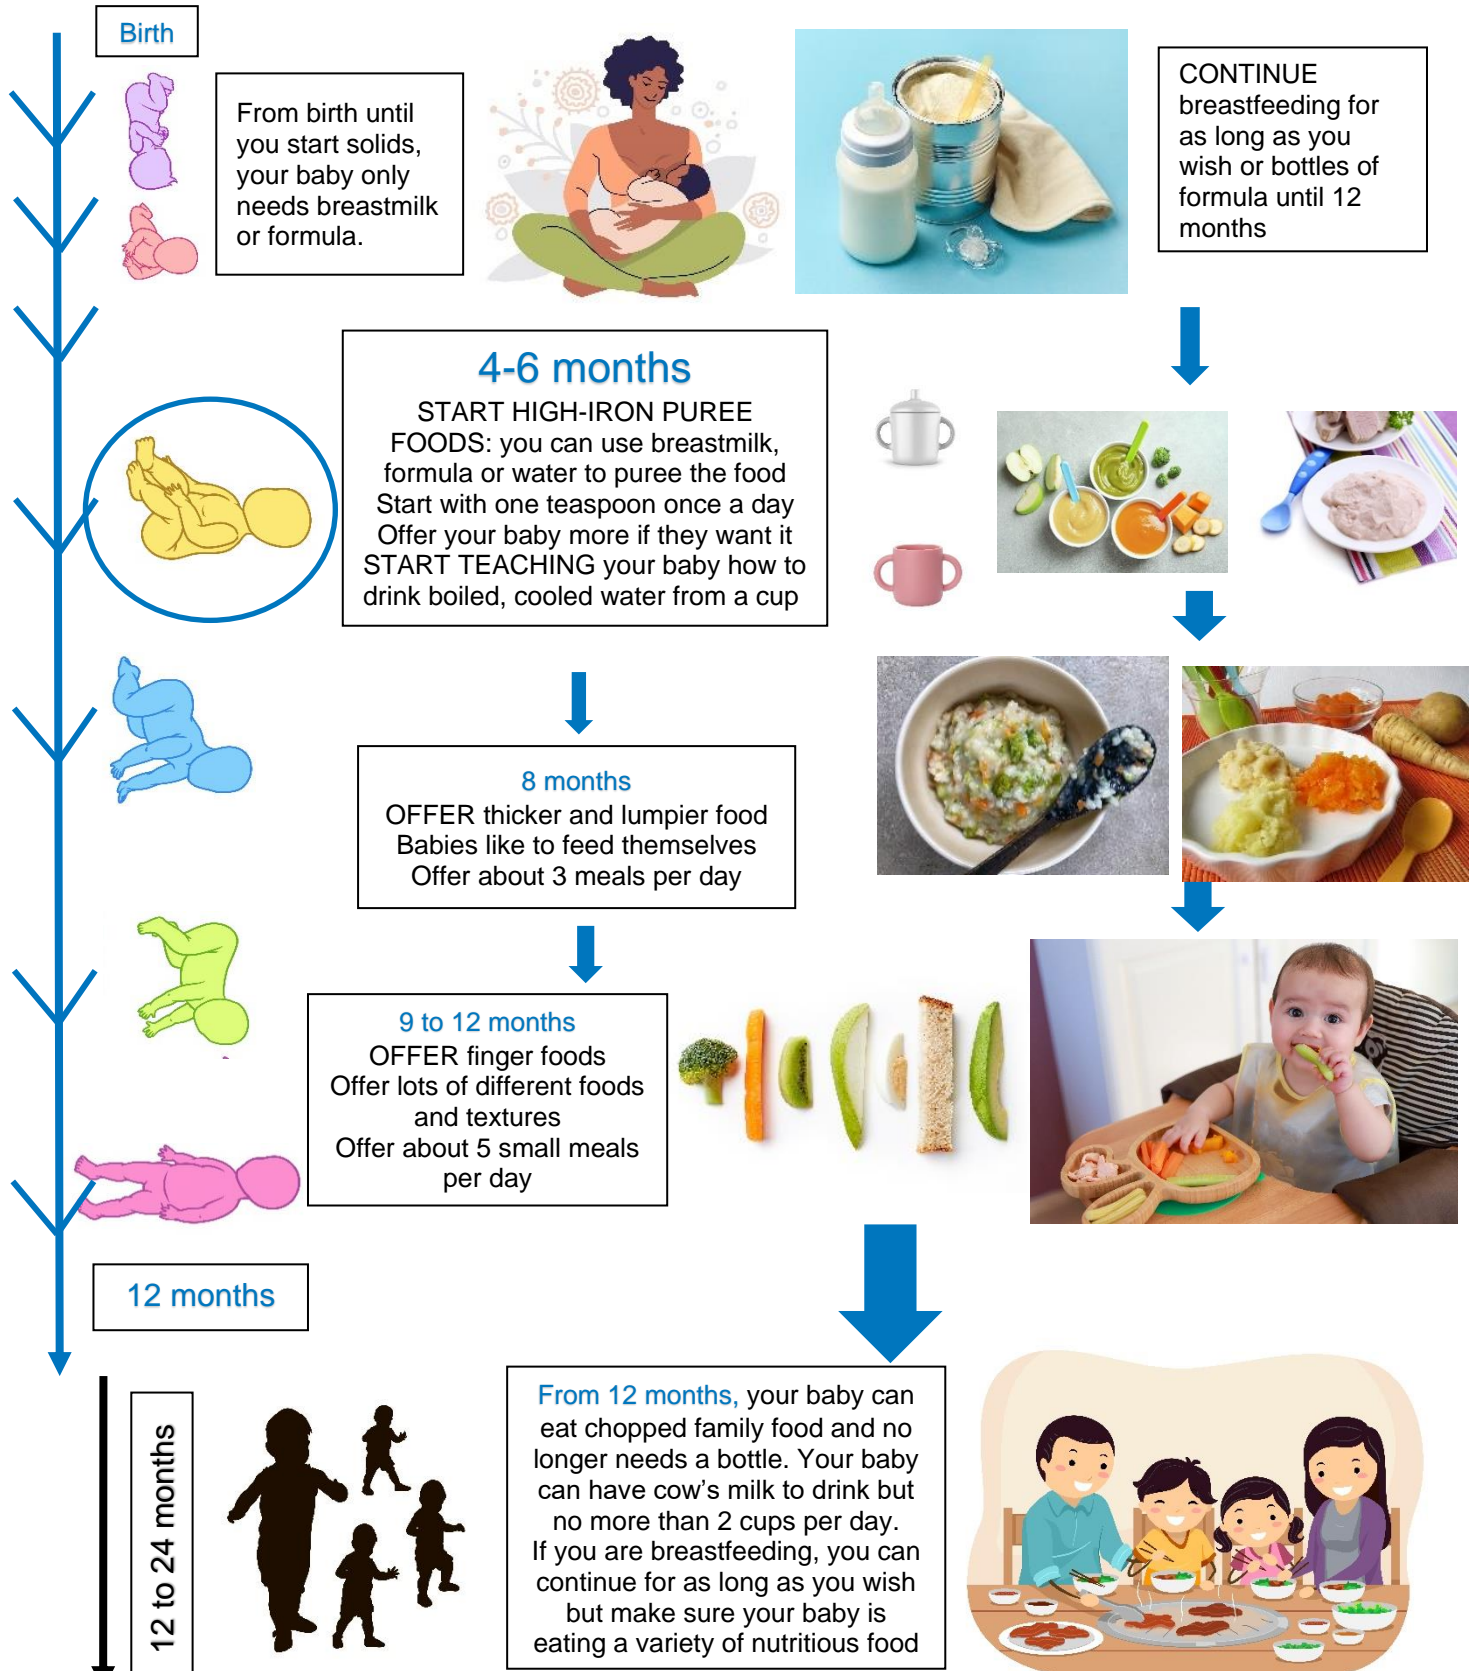 Birth
From birth until
you start solids,
your baby only
needs breastmilk
or formula.
CONTINUE
breastfeeding for
as long as you
wish or bottles of
formula until 12
months
4-6 months
START HIGH-IRON PUREE
FOODS: you can use breastmilk,
formula or water to puree the food
Start with one teaspoon once a day
Offer your baby more if they want it
START TEACHING your baby how to
drink boiled, cooled water from a cup
8 months
OFFER thicker and lumpier food
Babies like to feed themselves
Offer about 3 meals per day
9 to 12 months
OFFER finger foods
Offer lots of different foods
and textures
Offer about 5 small meals
per day
12 months
12 to 24 months
From 12 months, your baby can
eat chopped family food and no
longer needs a bottle. Your baby
can have cow’s milk to drink but
no more than 2 cups per day.
If you are breastfeeding, you can
continue for as long as you wish
but make sure your baby is
eating a variety of nutritious food